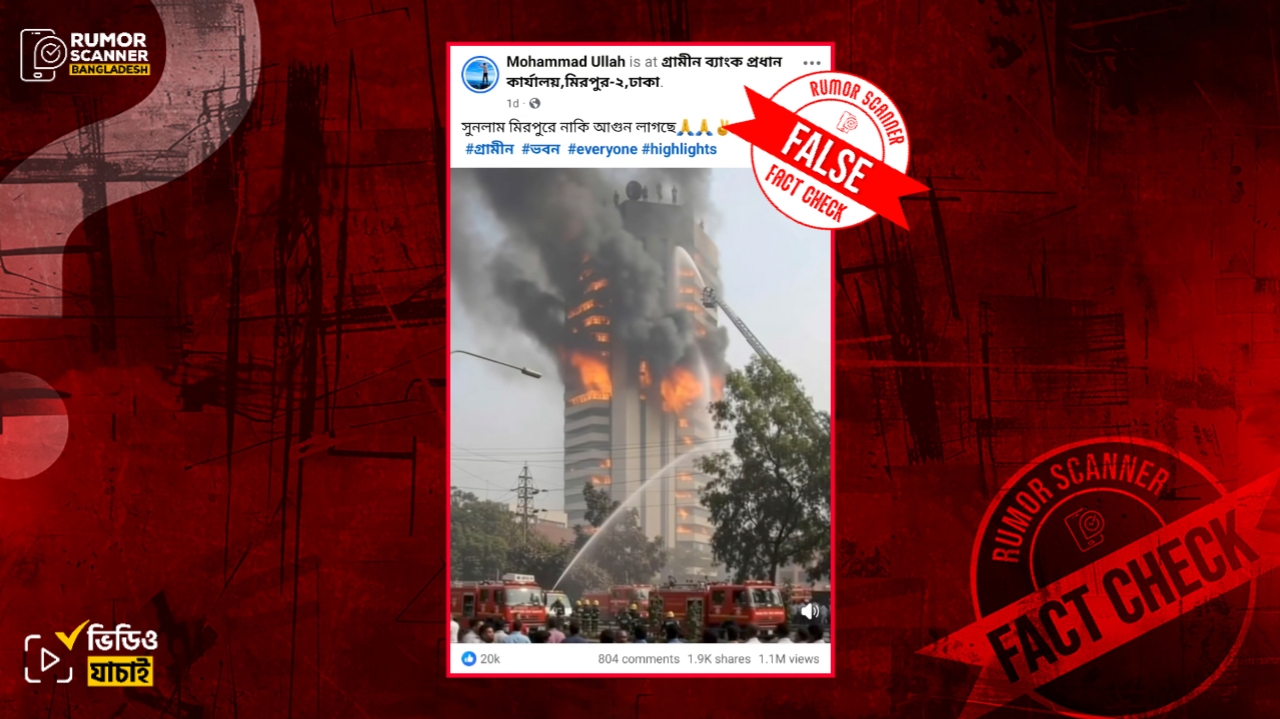 RUMOR
SCANNER
BANGLADESH
Mohammad Ullah is at গ্রামীন ব্যাংক প্রধান
কার্যালয়,মিরপুর-২,ঢাকা.
1d
সুনলাম মিরপুরে নাকি আগুন লাগছে🙏🙏✌
#গ্রামীন #ভবন #everyone #highlights
RUMOR SCANNER
FALSE
FACT CHECK
20k
804 comments 1.9K shares 1.1M views
ভিডিও
যাচাই
RUMOR SCANNER
FACT CHECK